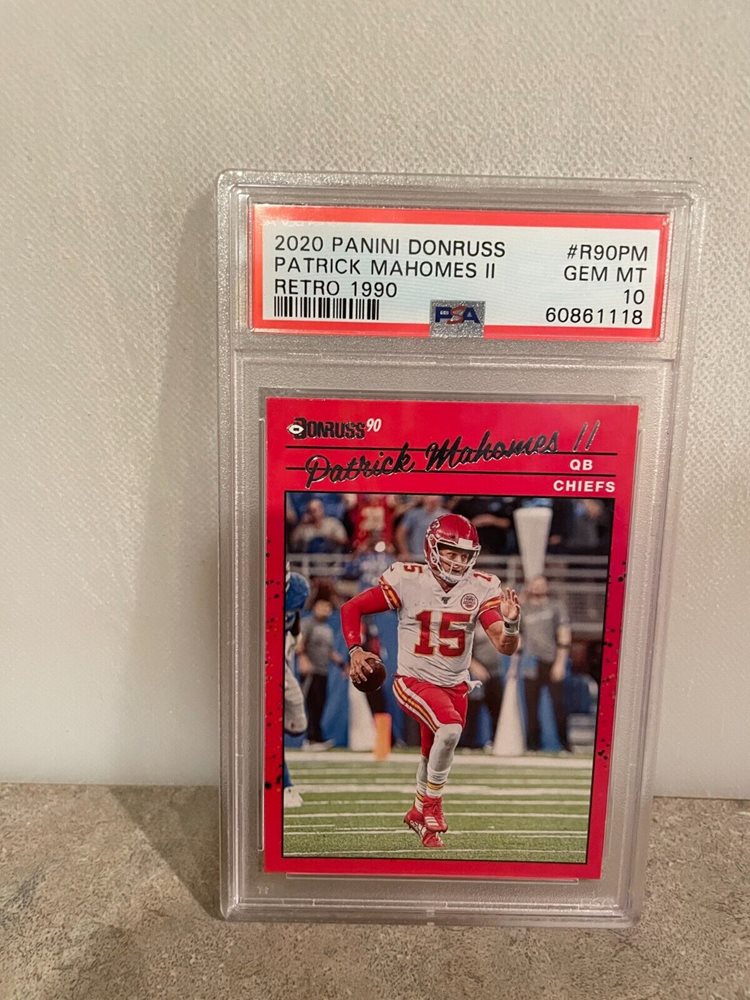 2020 PANINI DONRUSS #R90PM
PATRICK MAHOMES II GEM MT
RETRO 1990 10
PSA 60861118
DONRUSS 90
Patrick Mahomes II
QB
CHIEFS
15
15